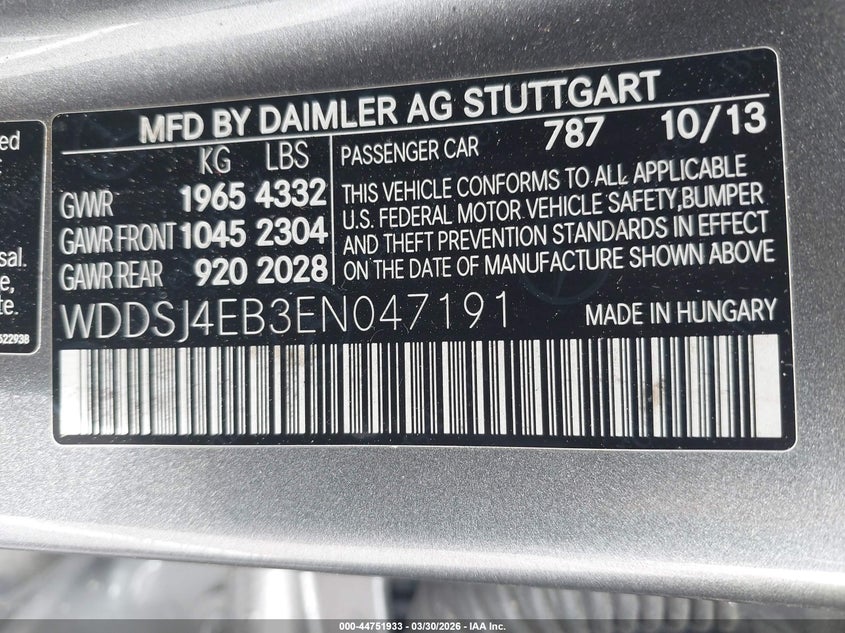 MFD BY DAIMLER AG STUTTGART
KG LBS
GVWR 1965 4332
GAWR FRONT 1045 2304
GAWR REAR 920 2028
PASSENGER CAR 787 10/13
THIS VEHICLE CONFORMS TO ALL APPLICABLE
U.S. FEDERAL MOTOR VEHICLE SAFETY,BUMPER
AND THEFT PREVENTION STANDARDS IN EFFECT
ON THE DATE OF MANUFACTURE SHOWN ABOVE
WDDSJ4EB3EN047191 MADE IN HUNGARY
000-44751933 - 03/30/2026 - IAA Inc.